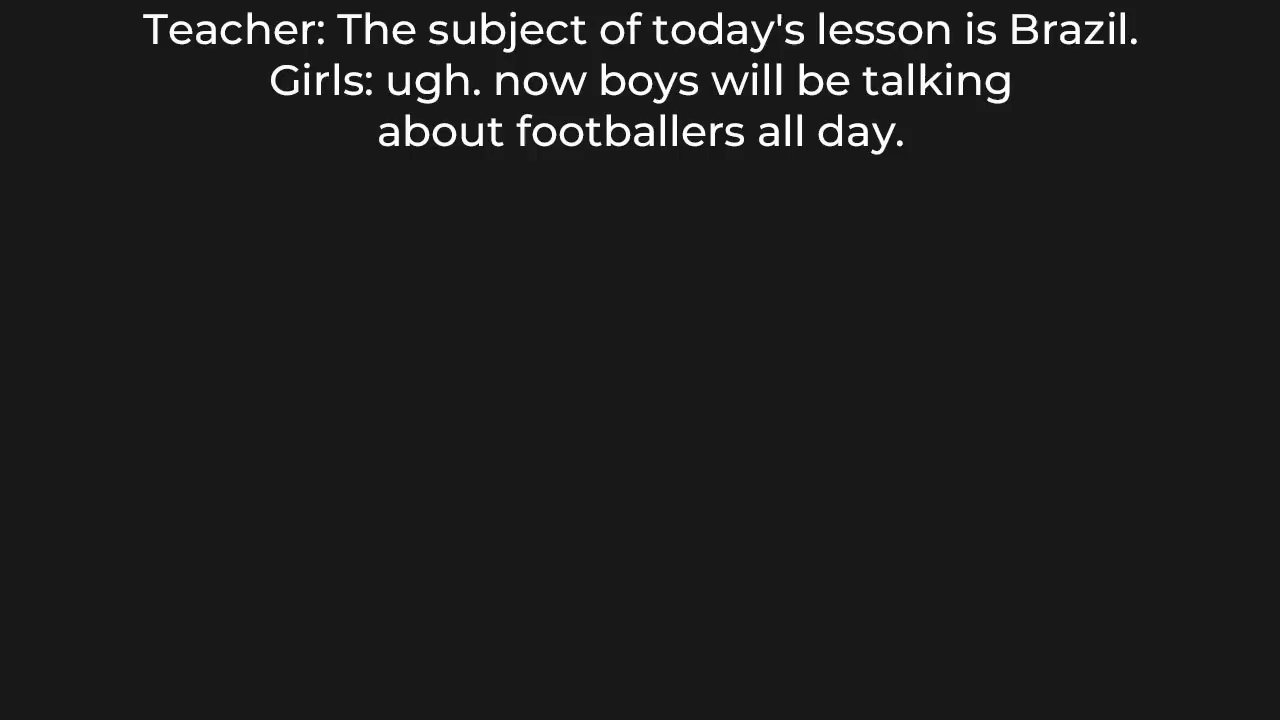 Teacher: The subject of today's lesson is Brazil.
Girls: ugh. now boys will be talking
about footballers all day.